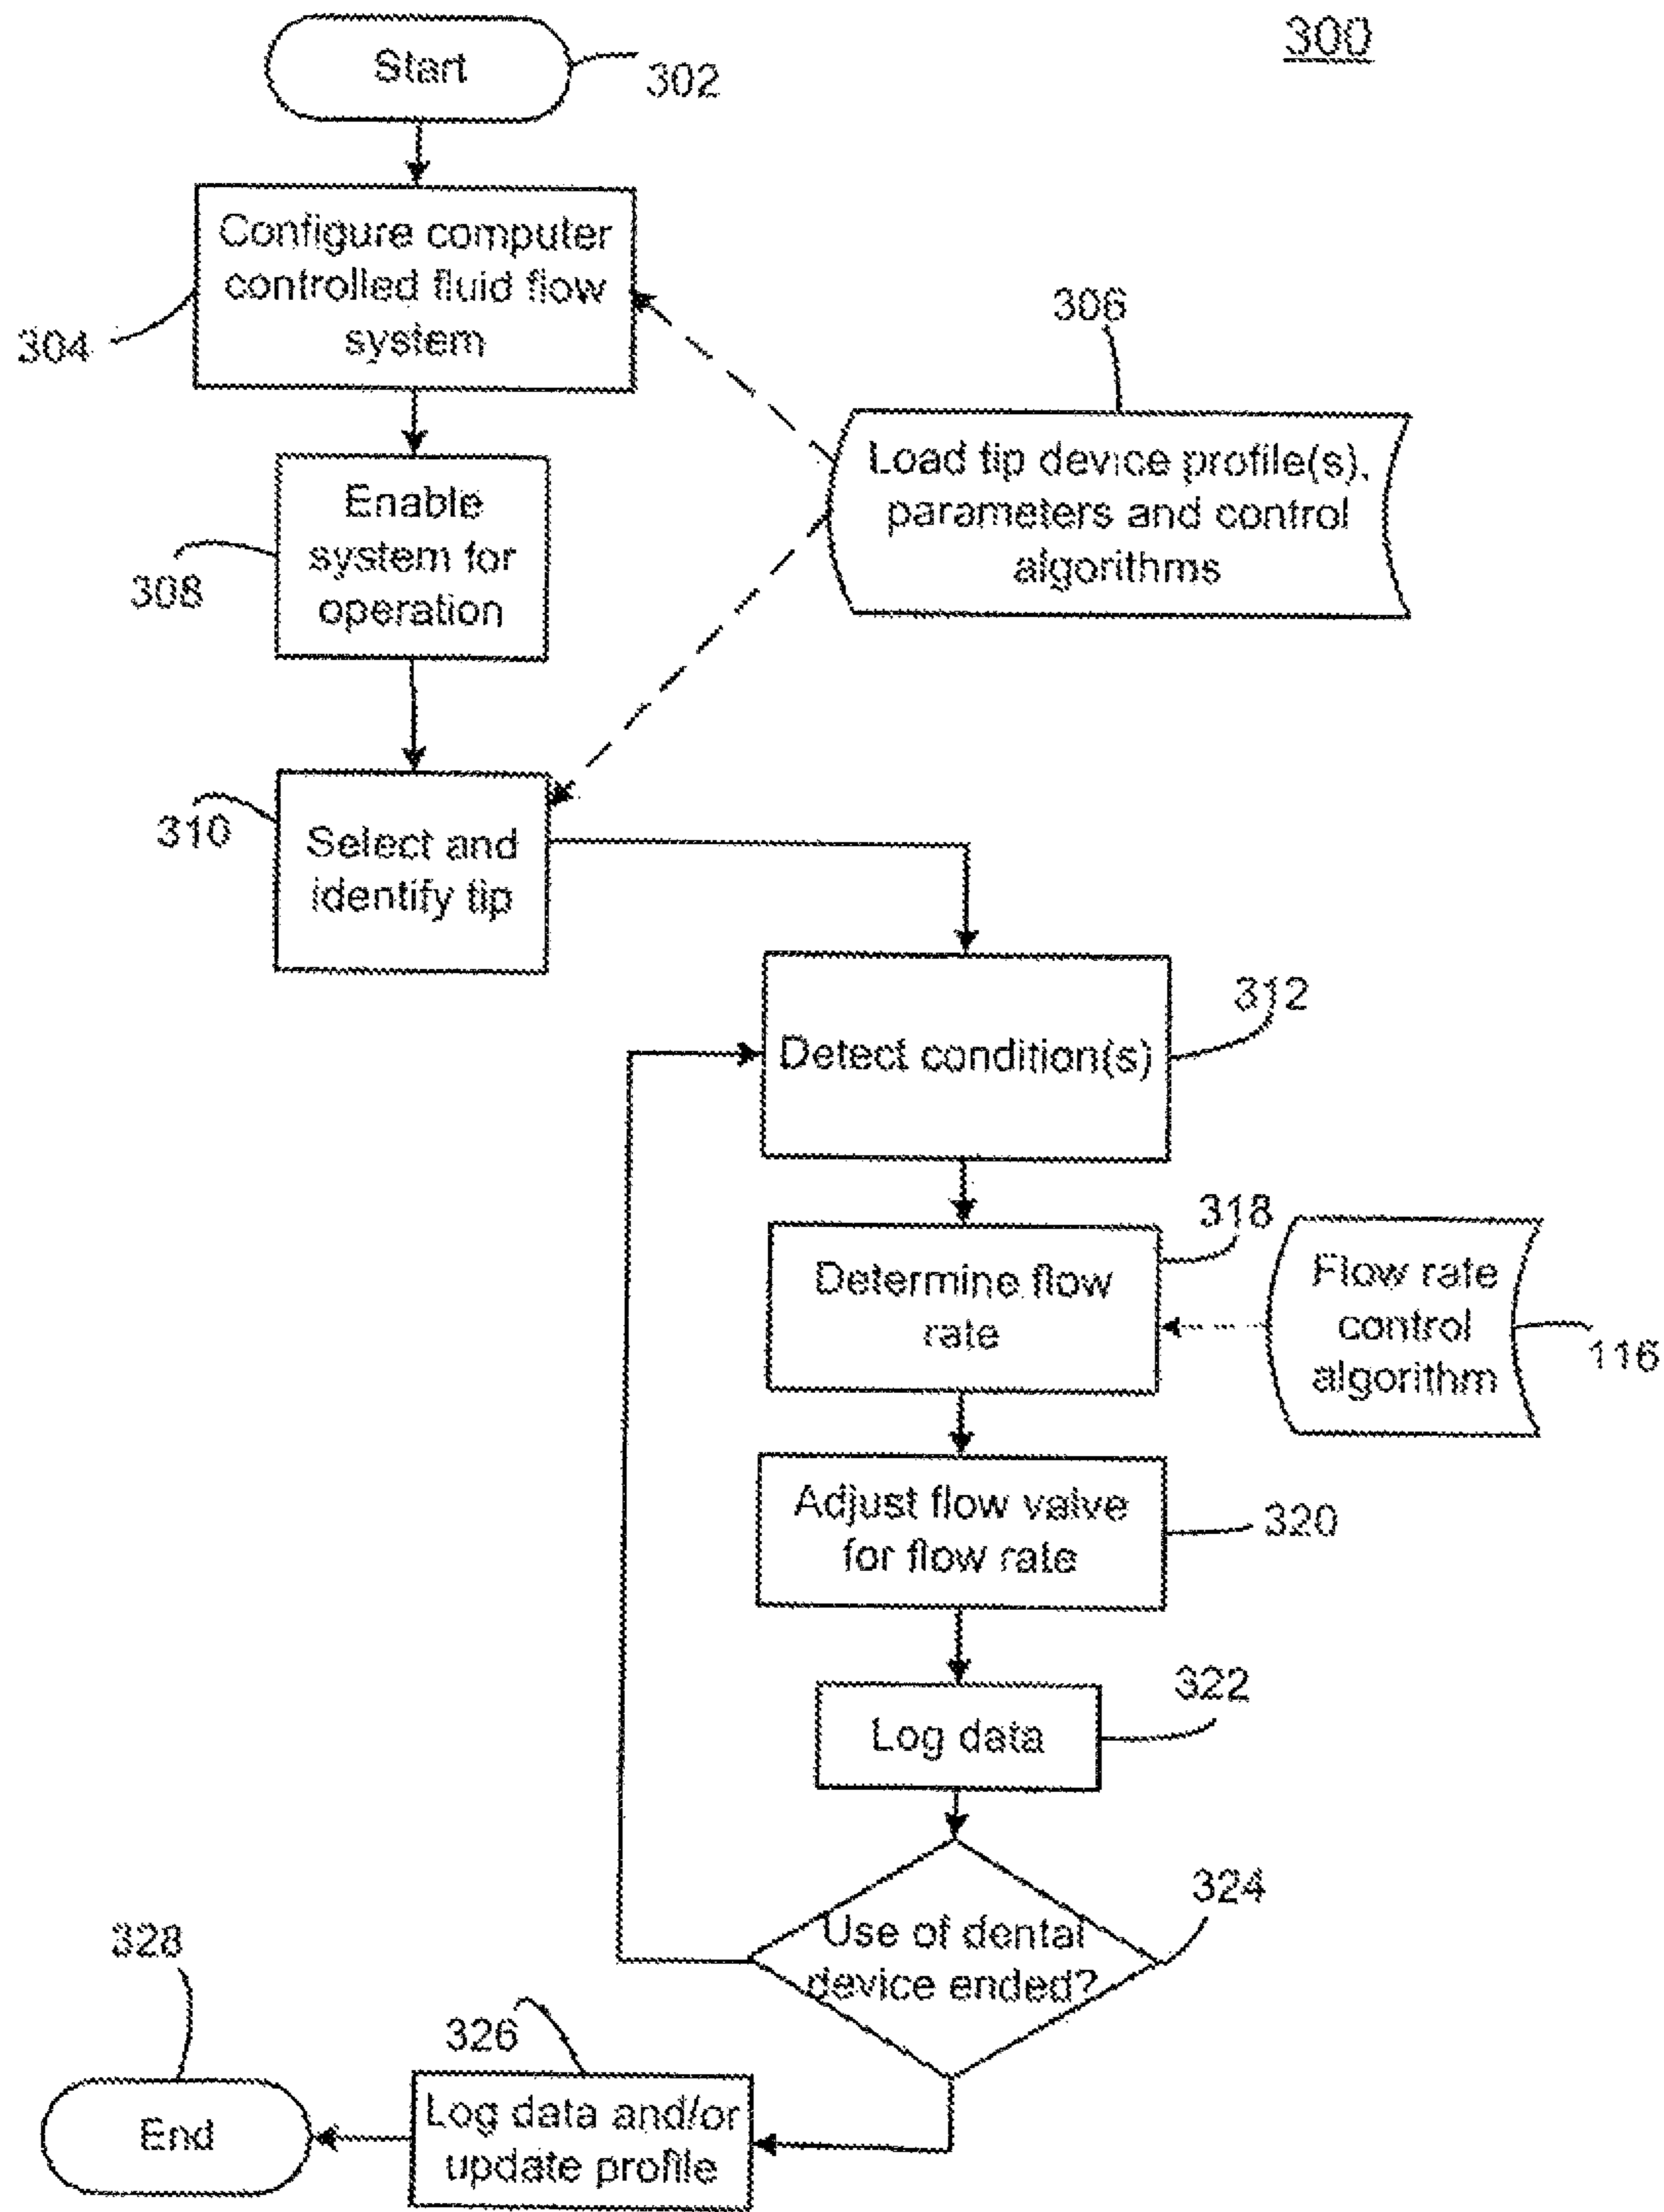 300
Start
302
Configure computer
controlled fluid flow
system
304
306
Load tip device profile(s),
parameters and control
algorithms
Enable
system for
operation
308
310
Select and
identify tip
312
Detect condition(s)
318
Determine flow
rate
Flow rate
control
algorithm
116
Adjust flow valve
for flow rate
320
322
Log data
324
Use of dental
device ended?
328
326
End
Log data and/or
update profile